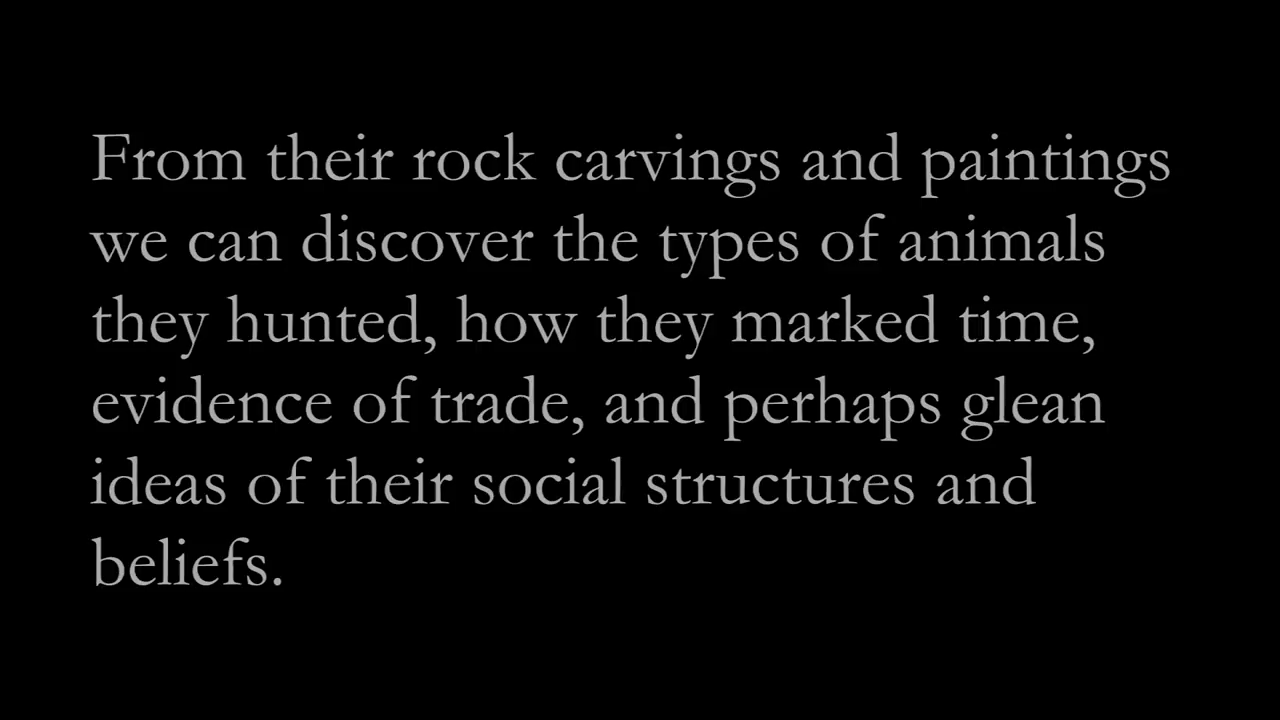 From their rock carvings and paintings
we can discover the types of animals
they hunted, how they marked time,
evidence of trade, and perhaps glean
ideas of their social structures and
beliefs.